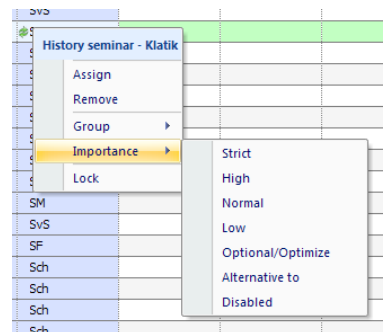 SvS
History seminar - Klatik
Assign
Remove
Group
Importance
Lock
Strict
High
Normal
Low
Optional/Optimize
Alternative to
Disabled
SM
SvS
SF
Sch
Sch
Sch
Sch